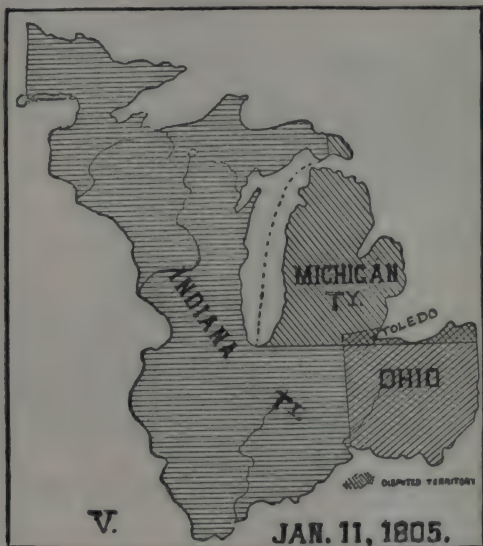 MICHIGAN
TY.
TOLEDO
INDIANA
TY.
OHIO
DISPUTED TERRITORY
V.
JAN. 11, 1805.